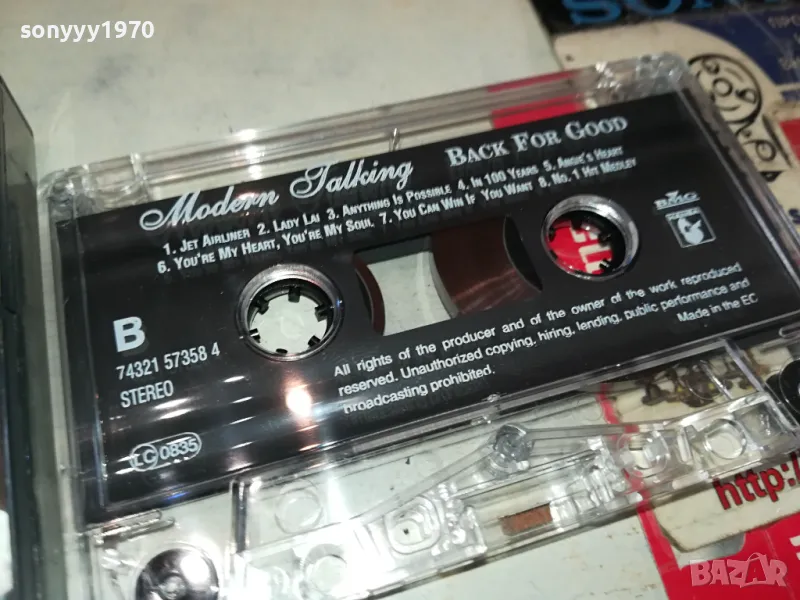 sonyyy1970
SONY
Modern Talking
BACK FOR GOOD
1. JET AIRLINER 2. LADY LAI 3. ANYTHING IS POSSIBLE 4. IN 100 YEARS 5. ANGIE'S HEART
6. YOU'RE MY HEART, YOU'RE MY SOUL 7. YOU CAN WIN IF YOU WANT 8. NO. 1 HIT MEDLEY
BMG
B
74321 57358 4
STEREO
All rights of the producer and of the owner of the work reproduced
reserved. Unauthorized copying, hiring, lending, public performance and
broadcasting prohibited.
Made in the EC
LC 0835
http:/
BAZAR